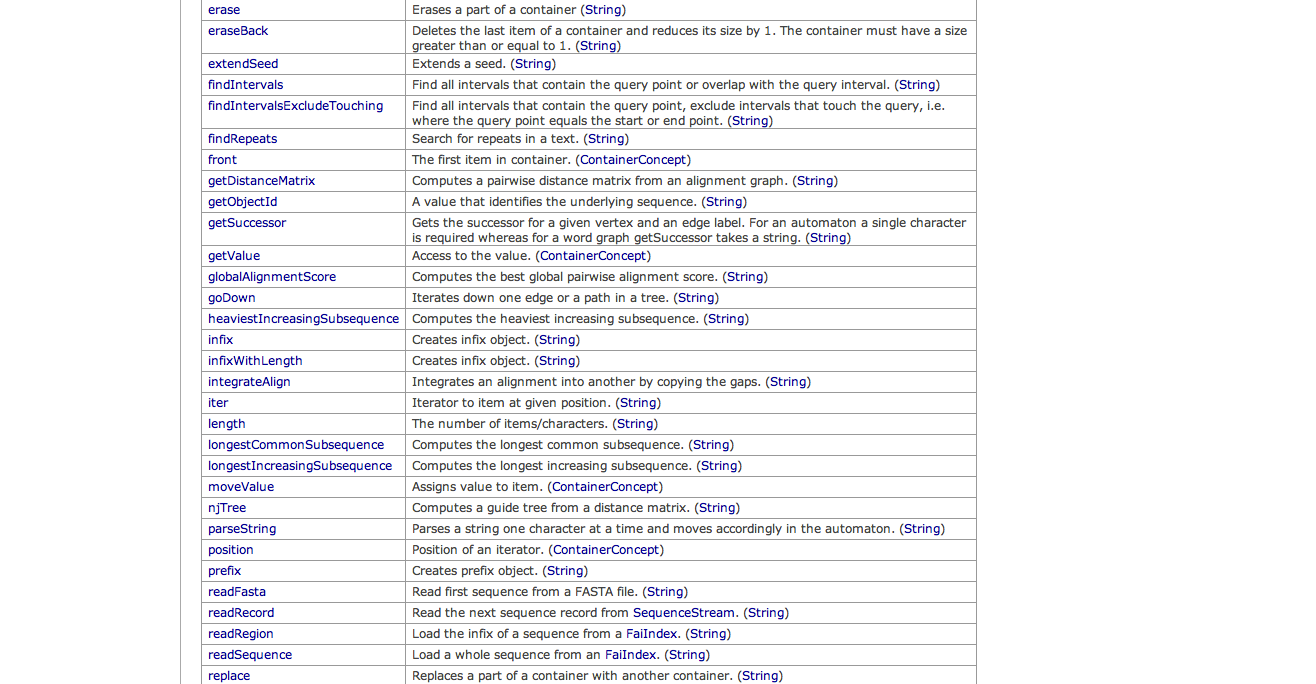 erase Erases a part of a container (String)
eraseBack Deletes the last item of a container and reduces its size by 1. The container must have a size
greater than or equal to 1. (String)
extendSeed Extends a seed. (String)
findIntervals Find all intervals that contain the query point or overlap with the query interval. (String)
findIntervalsExcludeTouching Find all intervals that contain the query point, exclude intervals that touch the query, i.e.
where the query point equals the start or end point. (String)
findRepeats Search for repeats in a text. (String)
front The first item in container. (ContainerConcept)
getDistanceMatrix Computes a pairwise distance matrix from an alignment graph. (String)
getObjectId A value that identifies the underlying sequence. (String)
getSuccessor Gets the successor for a given vertex and an edge label. For an automaton a single character
is required whereas for a word graph getSuccessor takes a string. (String)
getValue Access to the value. (ContainerConcept)
globalAlignmentScore Computes the best global pairwise alignment score. (String)
goDown Iterates down one edge or a path in a tree. (String)
heaviestIncreasingSubsequence Computes the heaviest increasing subsequence. (String)
infix Creates infix object. (String)
infixWithLength Creates infix object. (String)
integrateAlign Integrates an alignment into another by copying the gaps. (String)
iter Iterator to item at given position. (String)
length The number of items/characters. (String)
longestCommonSubsequence Computes the longest common subsequence. (String)
longestIncreasingSubsequence Computes the longest increasing subsequence. (String)
moveValue Assigns value to item. (ContainerConcept)
njTree Computes a guide tree from a distance matrix. (String)
parseString Parses a string one character at a time and moves accordingly in the automaton. (String)
position Position of an iterator. (ContainerConcept)
prefix Creates prefix object. (String)
readFasta Read first sequence from a FASTA file. (String)
readRecord Read the next sequence record from SequenceStream. (String)
readRegion Load the infix of a sequence from a FaiIndex. (String)
readSequence Load a whole sequence from an FaiIndex. (String)
replace Replaces a part of a container with another container. (String)